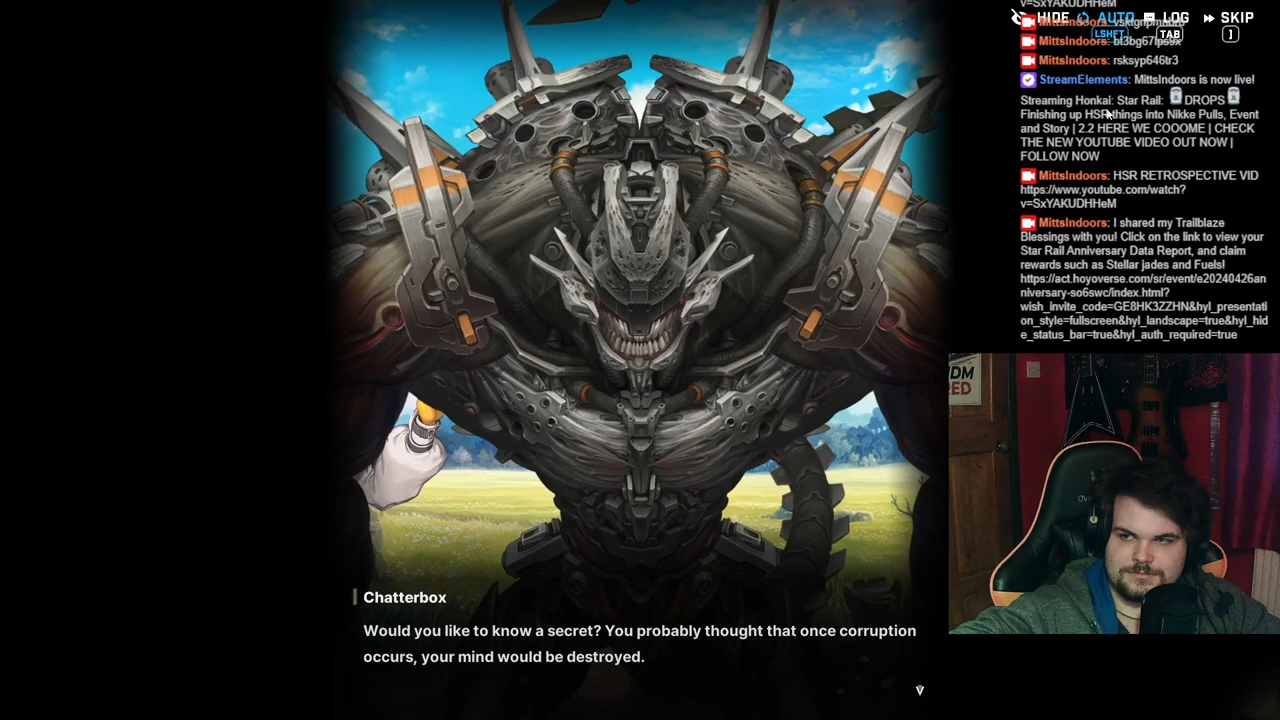 v=SxYAKUDHHeM
HIDE AUTO LOG SKIP
LSHFT TAB ]
MittsIndoors:
MittsIndoors: bl3bg67lps9x
MittsIndoors: rsksyp646tr3
StreamElements: MittsIndoors is now live!
Streaming Honkai: Star Rail: DROPS
Finishing up HSR things into Nikke Pulls, Event
and Story | 2.2 HERE WE COOOME | CHECK
THE NEW YOUTUBE VIDEO OUT NOW |
FOLLOW NOW
MittsIndoors: HSR RETROSPECTIVE VID
https://www.youtube.com/watch?
v=SxYAKUDHHeM
MittsIndoors: I shared my Trailblaze
Blessings with you! Click on the link to view your
Star Rail Anniversary Data Report, and claim
rewards such as Stellar jades and Fuels!
https://act.hoyoverse.com/sr/event/e20240426an
niversary-so6swc/index.html?
wish_invite_code=GE8HK3ZZHN&hyl_presentati
on_style=fullscreen&hyl_landscape=true&hyl_hid
e_status_bar=true&hyl_auth_required=true
Chatterbox
Would you like to know a secret? You probably thought that once corruption
occurs, your mind would be destroyed.